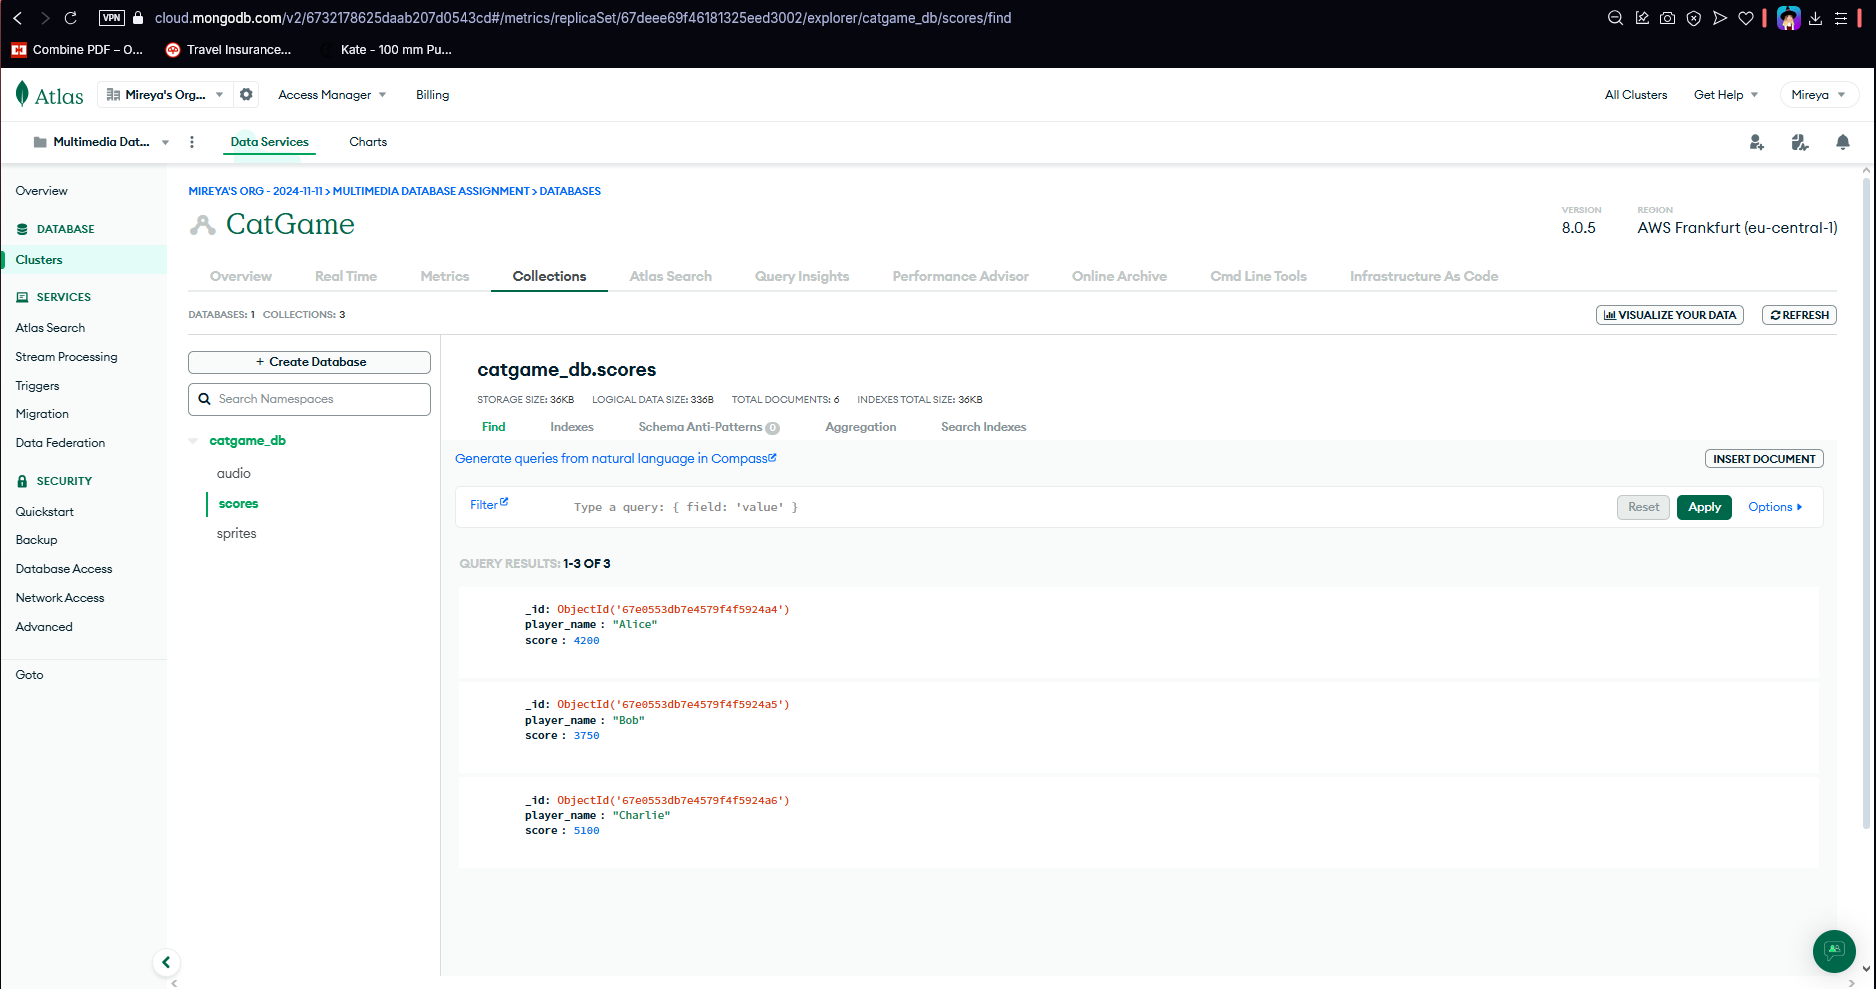 VPN cloud.mongodb.com/v2/6732178625daab207d0543cd#/metrics/replicaSet/67deee69f46181325eed3002/explorer/catgame_db/scores/find
Combine PDF – O... Travel Insurance... Kate - 100 mm Pu...
Atlas Mireya's Org... Access Manager Billing All Clusters Get Help Mireya
Multimedia Dat... Data Services Charts
Overview
DATABASE
Clusters
SERVICES
Atlas Search
Stream Processing
Triggers
Migration
Data Federation
SECURITY
Quickstart
Backup
Database Access
Network Access
Advanced
Goto
MIREYA'S ORG - 2024-11-11 > MULTIMEDIA DATABASE ASSIGNMENT > DATABASES
CatGame
VERSION
8.0.5
REGION
AWS Frankfurt (eu-central-1)
Overview Real Time Metrics Collections Atlas Search Query Insights Performance Advisor Online Archive Cmd Line Tools Infrastructure As Code
DATABASES: 1 COLLECTIONS: 3
VISUALIZE YOUR DATA REFRESH
+ Create Database
Search Namespaces
catgame_db
audio
scores
sprites
catgame_db.scores
STORAGE SIZE: 36KB LOGICAL DATA SIZE: 336B TOTAL DOCUMENTS: 6 INDEXES TOTAL SIZE: 36KB
Find Indexes Schema Anti-Patterns 0 Aggregation Search Indexes
Generate queries from natural language in Compass
INSERT DOCUMENT
Filter Type a query: { field: 'value' } Reset Apply Options
QUERY RESULTS: 1-3 OF 3
_id: ObjectId('67e0553db7e4579f4f5924a4')
player_name : "Alice"
score : 4200
_id: ObjectId('67e0553db7e4579f4f5924a5')
player_name : "Bob"
score : 3750
_id: ObjectId('67e0553db7e4579f4f5924a6')
player_name : "Charlie"
score : 5100